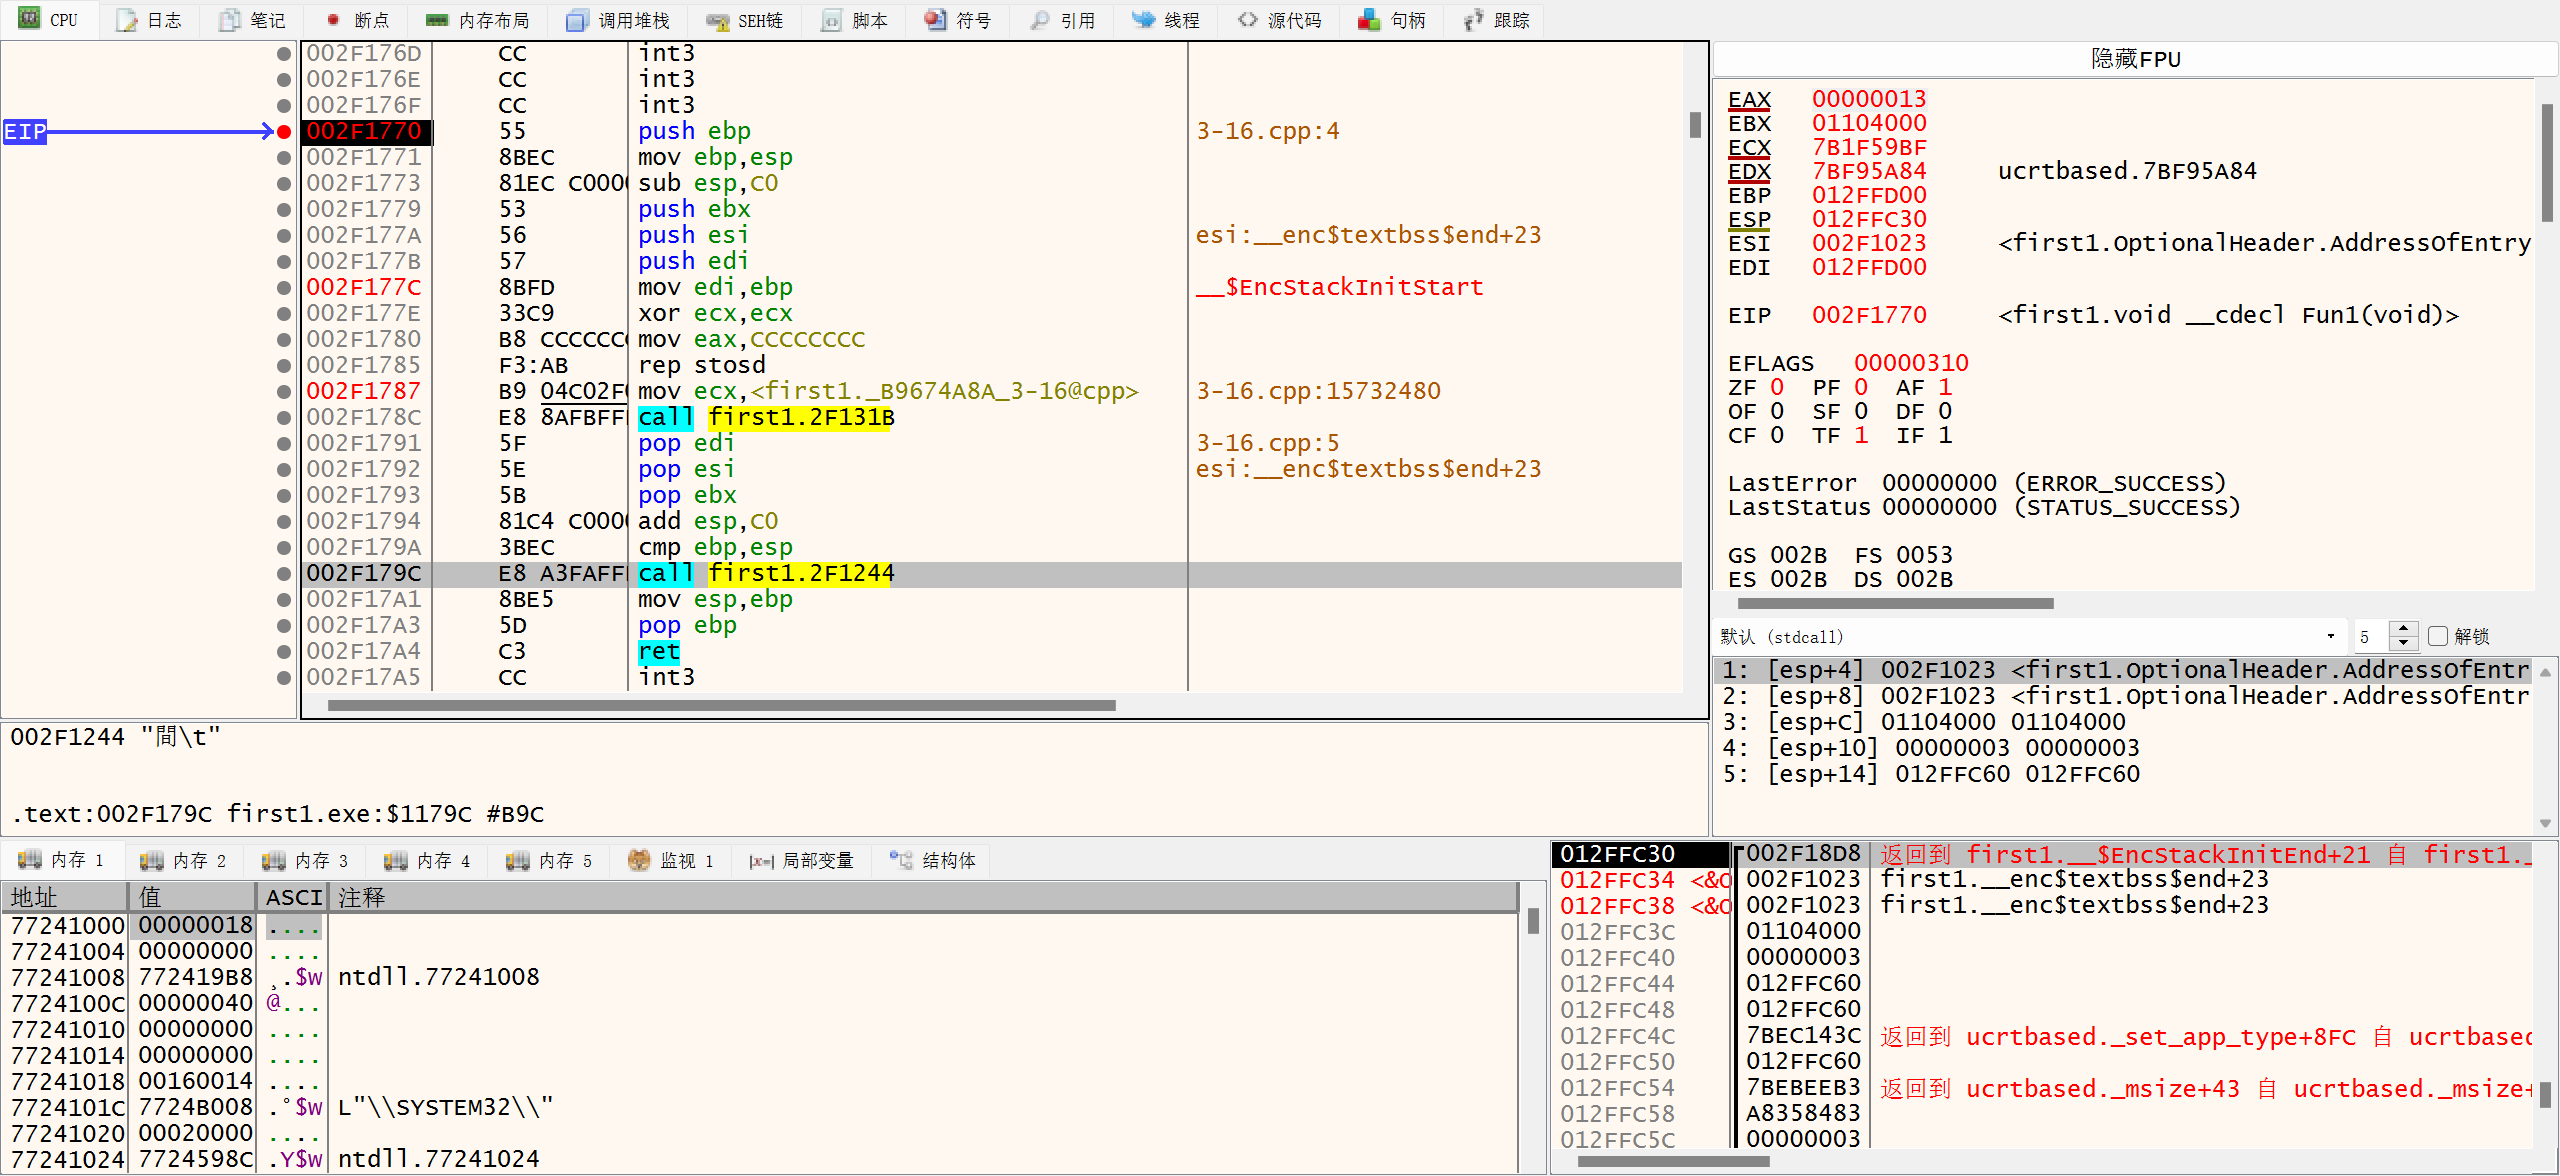 CPU 日志 笔记 断点 内存布局 调用堆栈 SEH链 脚本 符号 引用 线程 源代码 句柄 跟踪
002F176D CC int3
002F176E CC int3
002F176F CC int3
EIP 002F1770 55 push ebp 3-16.cpp:4
002F1771 8BEC mov ebp,esp
002F1773 81EC C000 sub esp,C0
002F1779 53 push ebx
002F177A 56 push esi esi:__enc$textbss$end+23
002F177B 57 push edi
002F177C 8BFD mov edi,ebp __$EncStackInitStart
002F177E 33C9 xor ecx,ecx
002F1780 B8 CCCCCCC mov eax,CCCCCCCC
002F1785 F3:AB rep stosd
002F1787 B9 04C02F0 mov ecx,<first1._B9674A8A_3-16@cpp> 3-16.cpp:15732480
002F178C E8 8AFBFF call first1.2F131B
002F1791 5F pop edi 3-16.cpp:5
002F1792 5E pop esi esi:__enc$textbss$end+23
002F1793 5B pop ebx
002F1794 81C4 C000 add esp,C0
002F179A 3BEC cmp ebp,esp
002F179C E8 A3FAFF call first1.2F1244
002F17A1 8BE5 mov esp,ebp
002F17A3 5D pop ebp
002F17A4 C3 ret
002F17A5 CC int3
002F1244 "間\t"
.text:002F179C first1.exe:$1179C #B9C
隐藏FPU
EAX 00000013
EBX 01104000
ECX 7B1F59BF
EDX 7BF95A84 ucrtbased.7BF95A84
EBP 012FFD00
ESP 012FFC30
ESI 002F1023 <first1.OptionalHeader.AddressOfEntry
EDI 012FFD00
EIP 002F1770 <first1.void __cdecl Fun1(void)>
EFLAGS 00000310
ZF 0 PF 0 AF 1
OF 0 SF 0 DF 0
CF 0 TF 1 IF 1
LastError 00000000 (ERROR_SUCCESS)
LastStatus 00000000 (STATUS_SUCCESS)
GS 002B FS 0053
ES 002B DS 002B
默认 (stdcall) 5 解锁
1: [esp+4] 002F1023 <first1.OptionalHeader.AddressOfEntr
2: [esp+8] 002F1023 <first1.OptionalHeader.AddressOfEntr
3: [esp+C] 01104000 01104000
4: [esp+10] 00000003 00000003
5: [esp+14] 012FFC60 012FFC60
内存 1 内存 2 内存 3 内存 4 内存 5 监视 1 局部变量 结构体
地址 值 ASCI 注释
77241000 00000018 ....
77241004 00000000 ....
77241008 772419B8 ¸.$w ntdll.77241008
7724100C 00000040 @...
77241010 00000000 ....
77241014 00000000 ....
77241018 00160014 ....
7724101C 7724B008 .°$w L"\\SYSTEM32\\"
77241020 00020000 ....
77241024 7724598C .Y$w ntdll.77241024
012FFC30 002F18D8 返回到 first1.__$EncStackInitEnd+21 自 first1._
012FFC34 <&O 002F1023 first1.__enc$textbss$end+23
012FFC38 <&O 002F1023 first1.__enc$textbss$end+23
012FFC3C 01104000
012FFC40 00000003
012FFC44 012FFC60
012FFC48 012FFC60
012FFC4C 7BEC143C 返回到 ucrtbased._set_app_type+8FC 自 ucrtbased
012FFC50 012FFC60
012FFC54 7BEBEEB3 返回到 ucrtbased._msize+43 自 ucrtbased._msize+
012FFC58 A8358483
012FFC5C 00000003